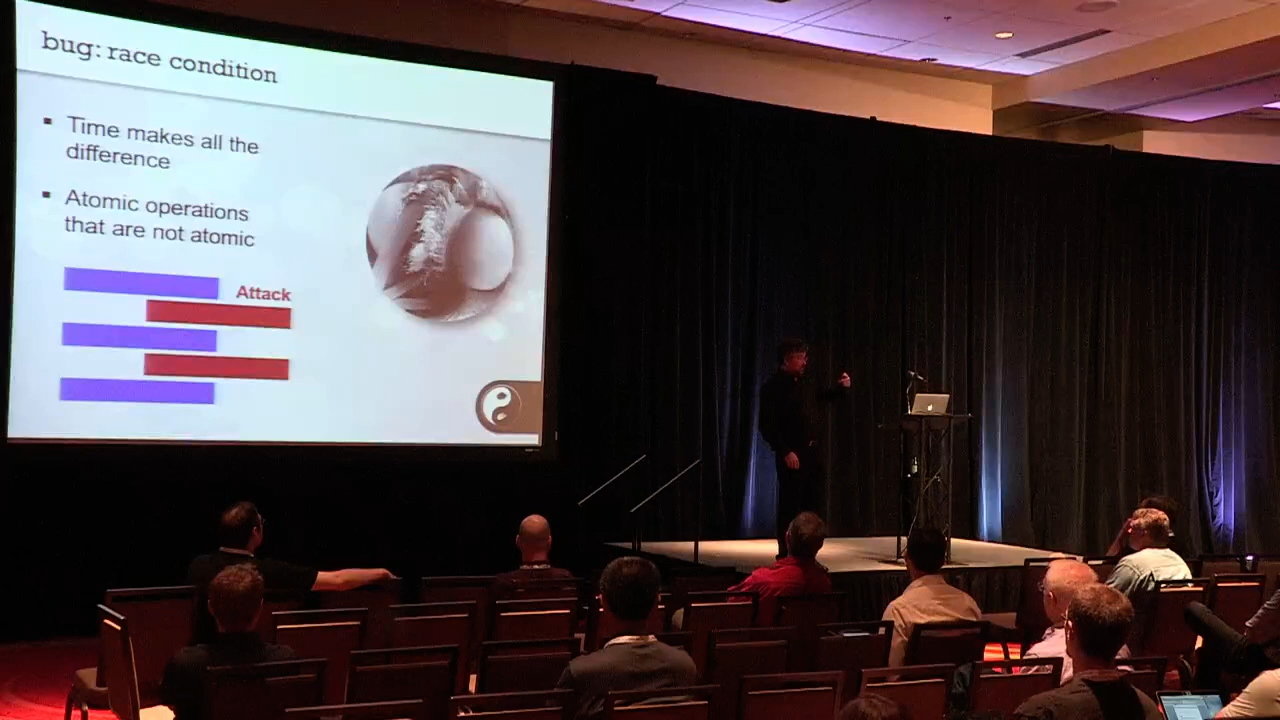 bug: race condition
Time makes all the
difference
Atomic operations
that are not atomic
Attack